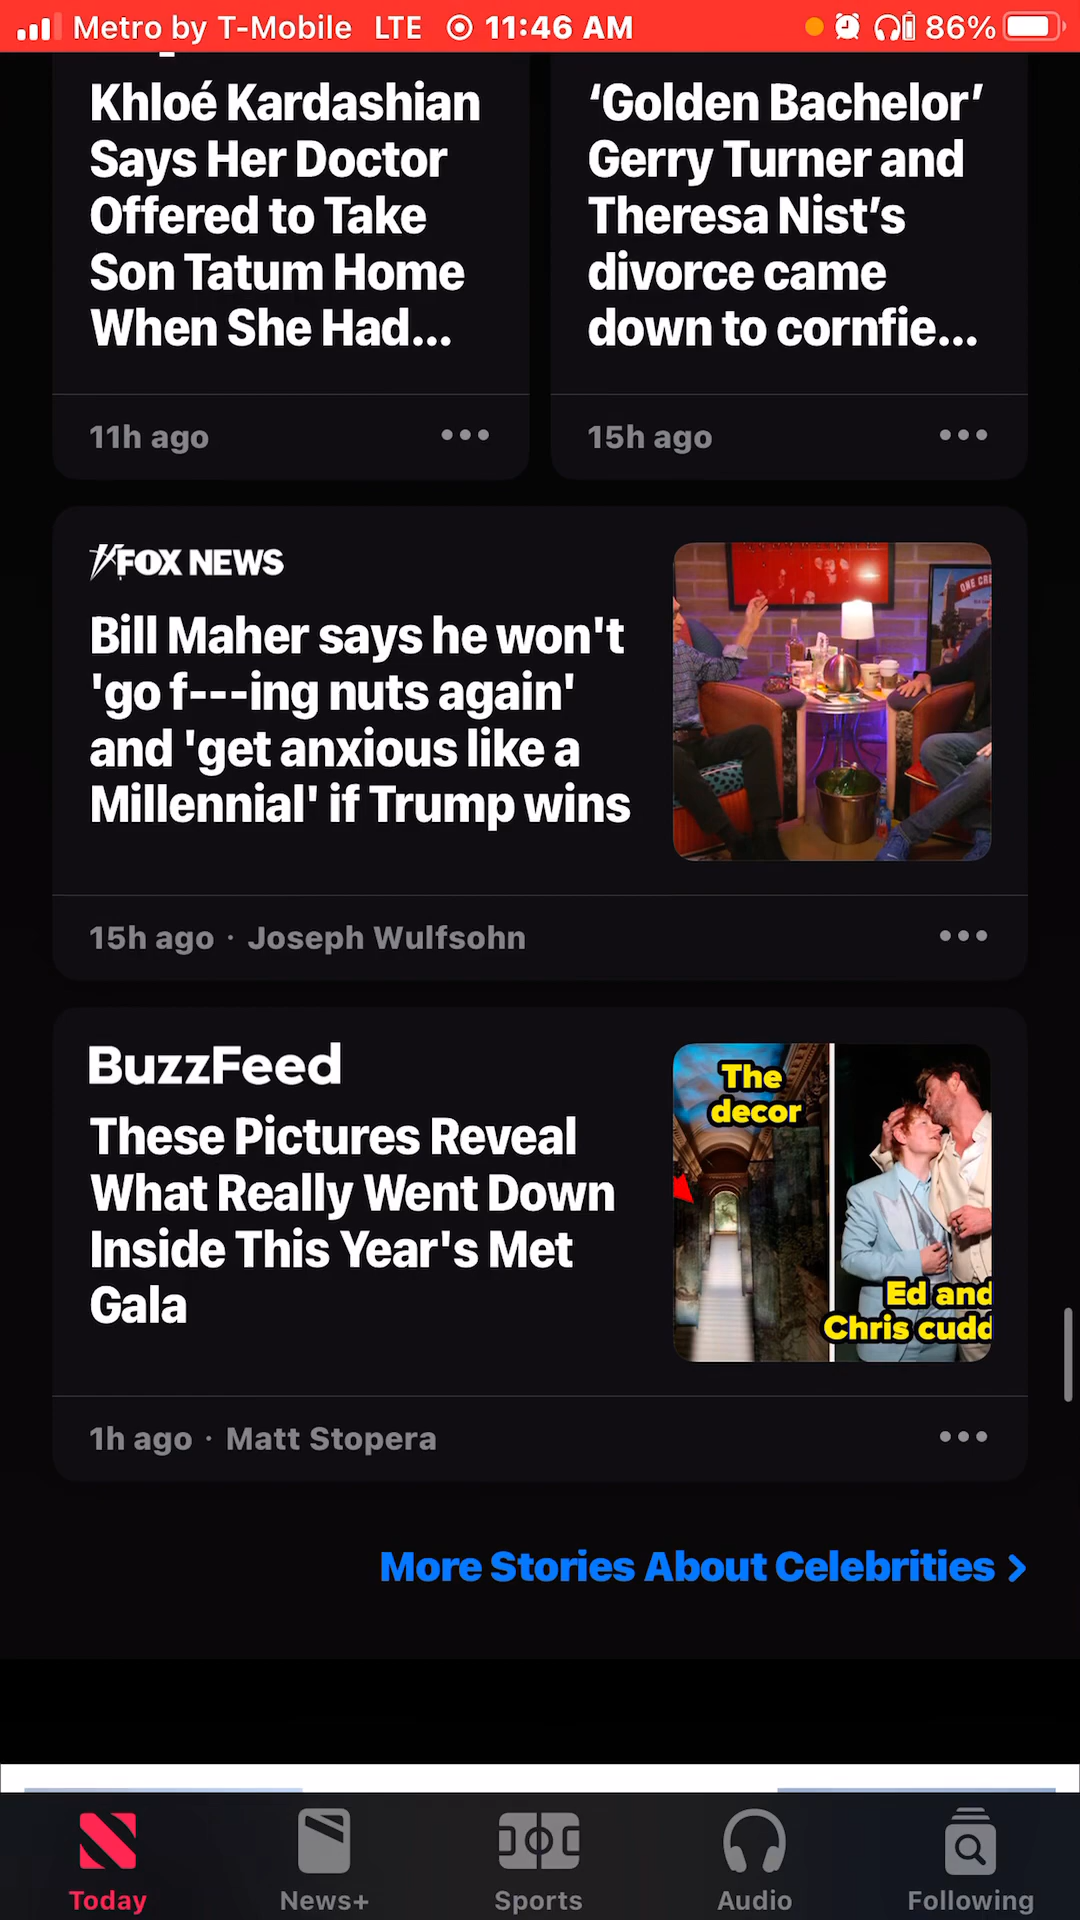 Metro by T-Mobile LTE 11:46 AM 86%
Khloé Kardashian
Says Her Doctor
Offered to Take
Son Tatum Home
When She Had...
11h ago
‘Golden Bachelor’
Gerry Turner and
Theresa Nist’s
divorce came
down to cornfie...
15h ago
FOX NEWS
Bill Maher says he won't
'go f---ing nuts again'
and 'get anxious like a
Millennial' if Trump wins
ONE CRE
15h ago · Joseph Wulfsohn
BuzzFeed
These Pictures Reveal
What Really Went Down
Inside This Year's Met
Gala
The
decor
Ed and
Chris cudd
1h ago · Matt Stopera
More Stories About Celebrities >
Today
News+
Sports
Audio
Following